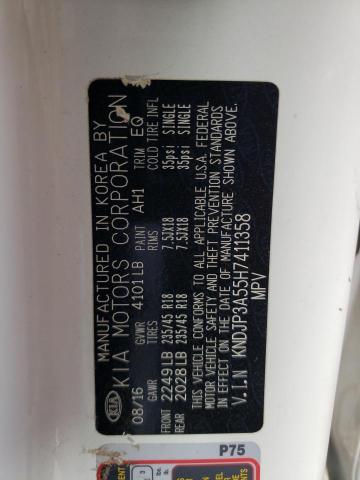 MANUFACTURED IN KOREA BY
KIA KIA MOTORS CORPORATION
08/16 GVWR 4101LB PAINT AH1 TRIM EQ
GAWR TIRES RIMS COLD TIRE INFL
FRONT 2249LB 235/45 R18 7.5JX18 35psi SINGLE
REAR 2028LB 235/45 R18 7.5JX18 35psi SINGLE
THIS VEHICLE CONFORMS TO ALL APPLICABLE U.S.A. FEDERAL
MOTOR VEHICLE SAFETY AND THEFT PREVENTION STANDARDS
IN EFFECT ON THE DATE OF MANUFACTURE SHOWN ABOVE.
V.I.N KNDJP3A55H7411358
MPV
P75